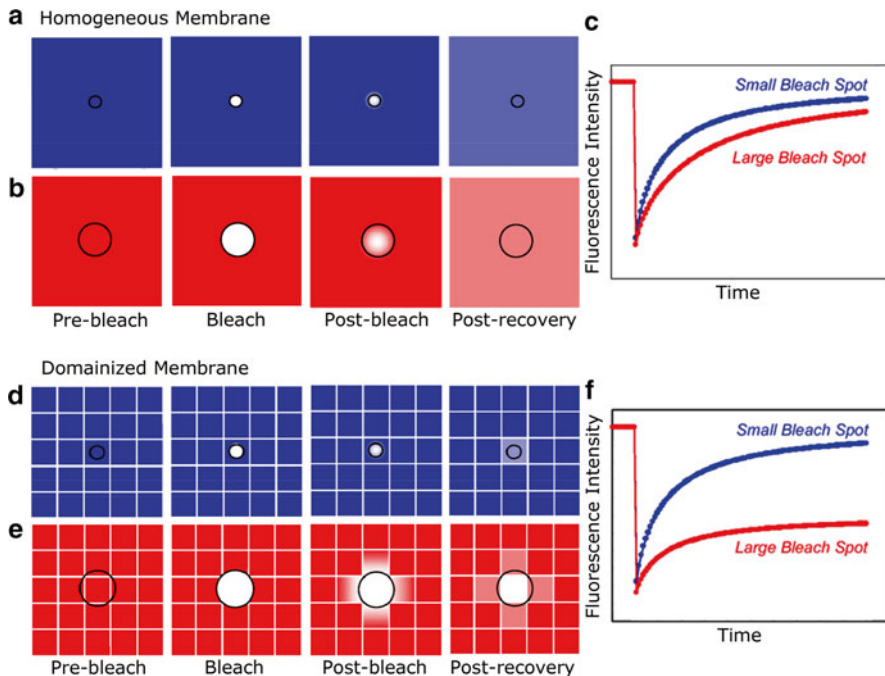 a Homogeneous Membrane
b
Pre-bleach Bleach Post-bleach Post-recovery
c
Fluorescence Intensity
Small Bleach Spot
Large Bleach Spot
Time
Domainized Membrane
d
e
Pre-bleach Bleach Post-bleach Post-recovery
f
Fluorescence Intensity
Small Bleach Spot
Large Bleach Spot
Time